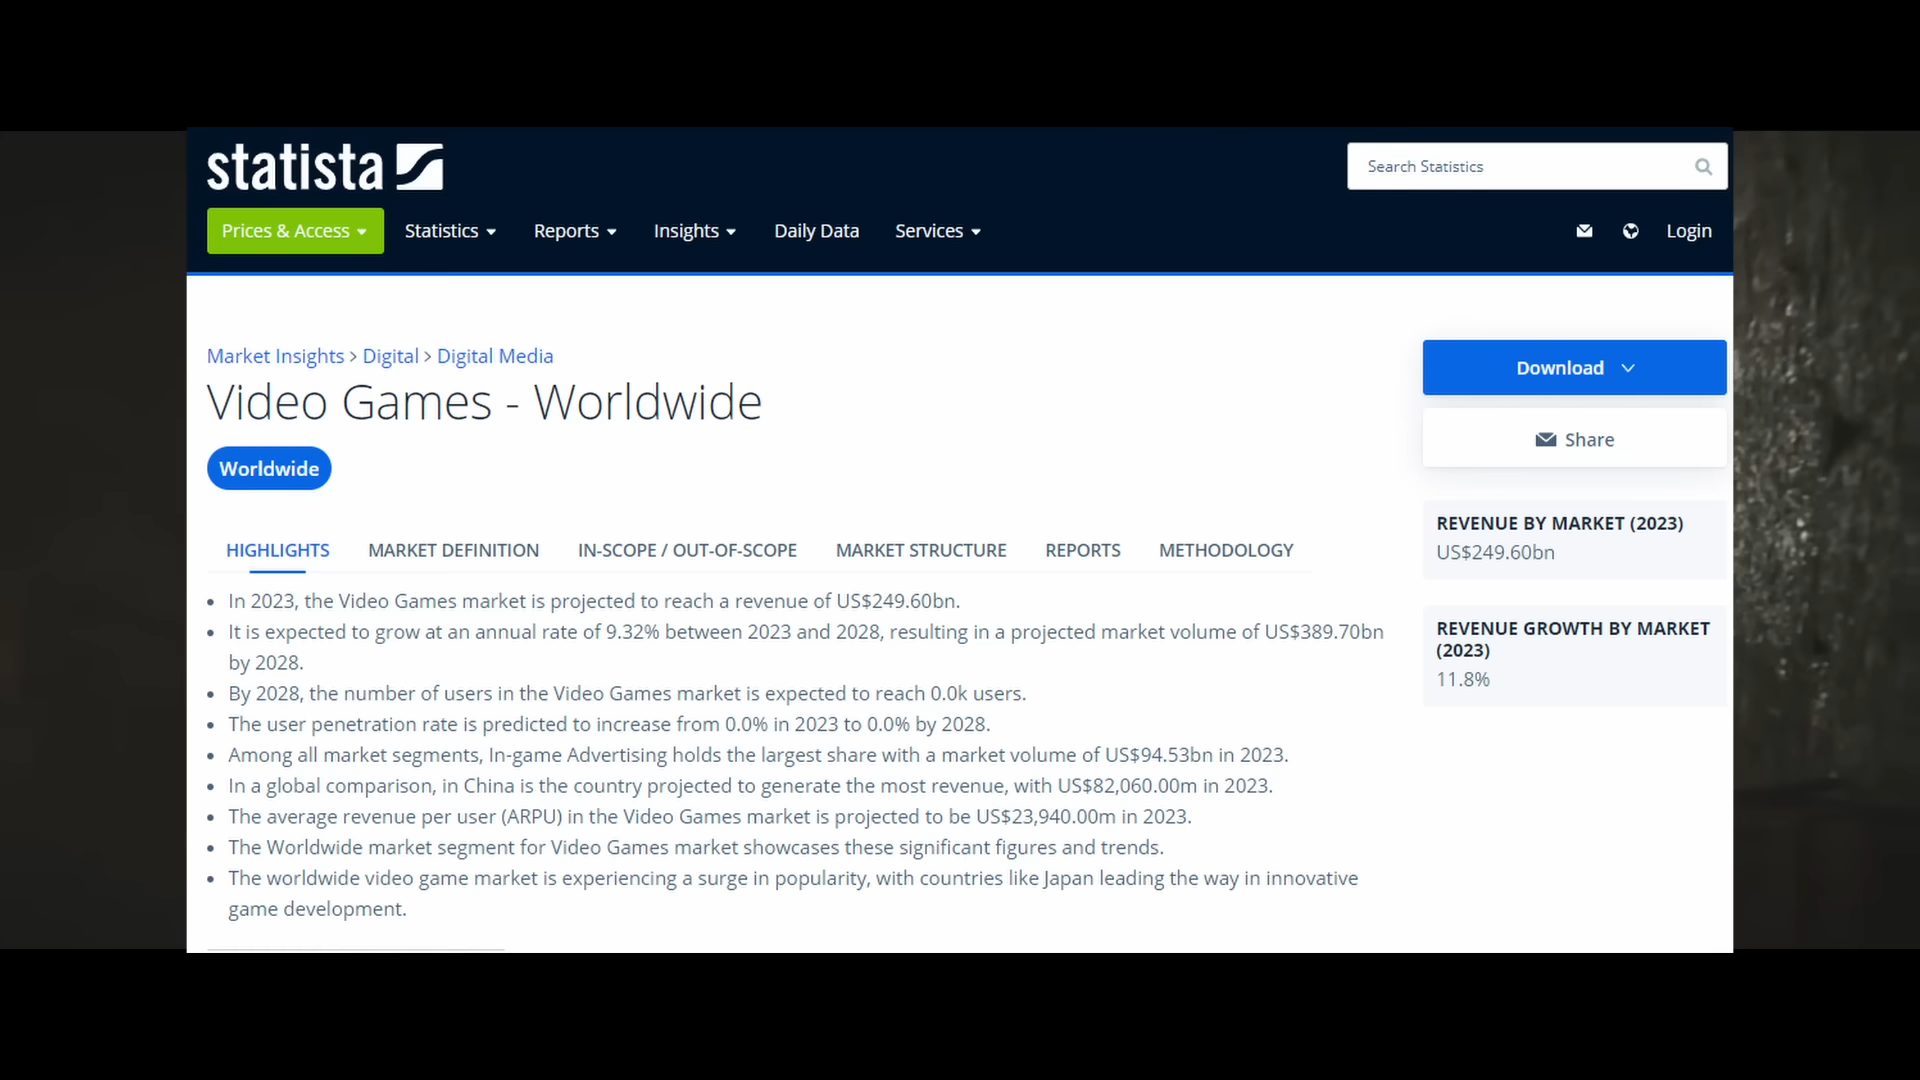 statista
Search Statistics
Prices & Access
Statistics
Reports
Insights
Daily Data
Services
Login
Market Insights > Digital > Digital Media
Video Games - Worldwide
Worldwide
Download
Share
HIGHLIGHTS
MARKET DEFINITION
IN-SCOPE / OUT-OF-SCOPE
MARKET STRUCTURE
REPORTS
METHODOLOGY
In 2023, the Video Games market is projected to reach a revenue of US$249.60bn.
It is expected to grow at an annual rate of 9.32% between 2023 and 2028, resulting in a projected market volume of US$389.70bn
by 2028.
By 2028, the number of users in the Video Games market is expected to reach 0.0k users.
The user penetration rate is predicted to increase from 0.0% in 2023 to 0.0% by 2028.
Among all market segments, In-game Advertising holds the largest share with a market volume of US$94.53bn in 2023.
In a global comparison, in China is the country projected to generate the most revenue, with US$82,060.00m in 2023.
The average revenue per user (ARPU) in the Video Games market is projected to be US$23,940.00m in 2023.
The Worldwide market segment for Video Games market showcases these significant figures and trends.
The worldwide video game market is experiencing a surge in popularity, with countries like Japan leading the way in innovative
game development.
REVENUE BY MARKET (2023)
US$249.60bn
REVENUE GROWTH BY MARKET
(2023)
11.8%